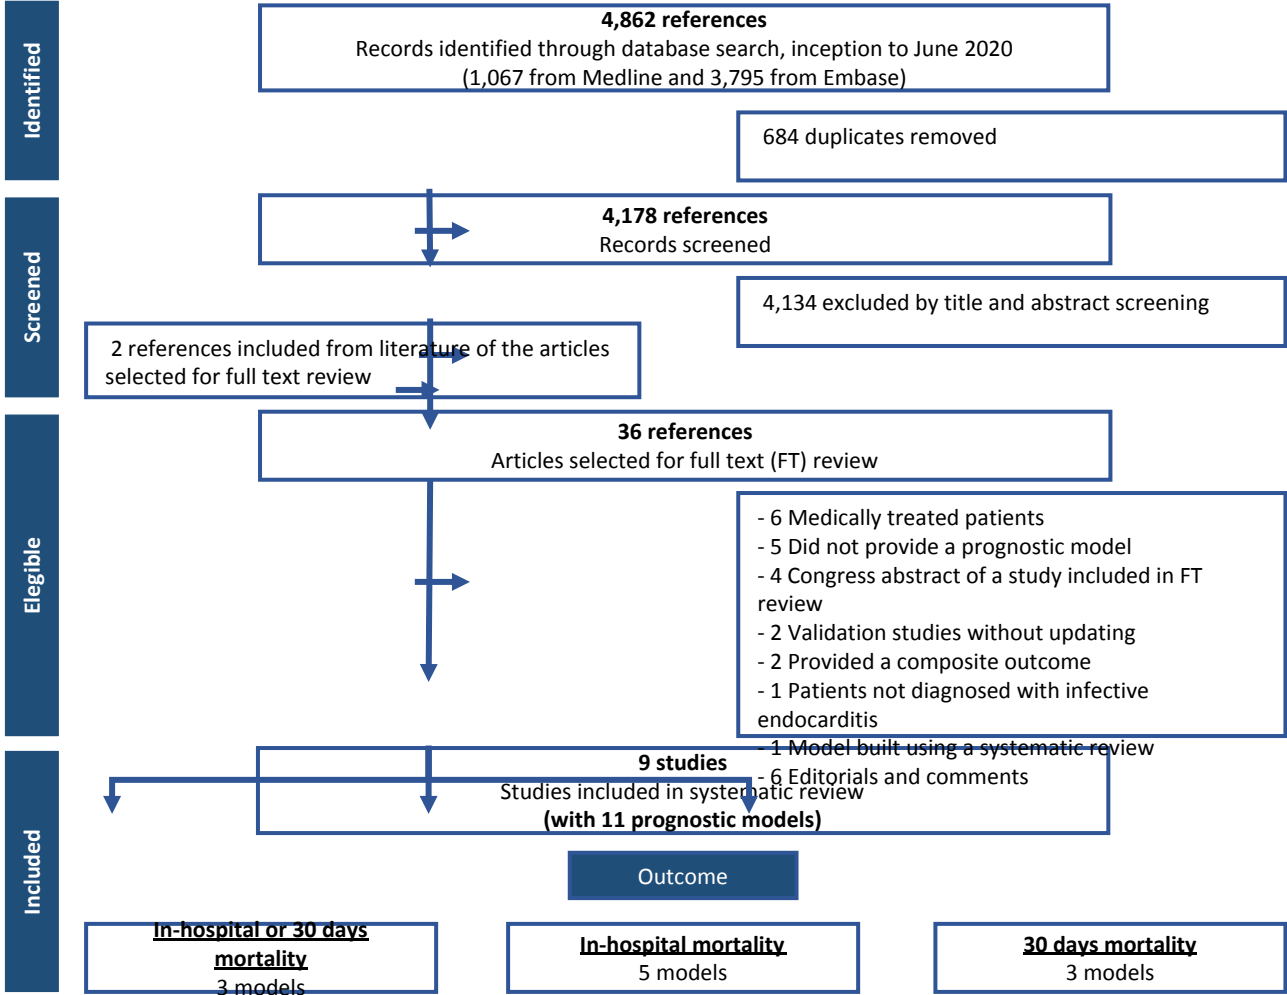 Identified
4,862 references
Records identified through database search, inception to June 2020
(1,067 from Medline and 3,795 from Embase)
684 duplicates removed
Screened
4,178 references
Records screened
4,134 excluded by title and abstract screening
2 references included from literature of the articles
selected for full text review
Elegible
36 references
Articles selected for full text (FT) review
- 6 Medically treated patients
- 5 Did not provide a prognostic model
- 4 Congress abstract of a study included in FT
review
- 2 Validation studies without updating
- 2 Provided a composite outcome
- 1 Patients not diagnosed with infective
endocarditis
- 1 Model built using a systematic review
- 6 Editorials and comments
Included
9 studies
Studies included in systematic review
(with 11 prognostic models)
Outcome
In-hospital or 30 days
mortality
3 models
In-hospital mortality
5 models
30 days mortality
3 models